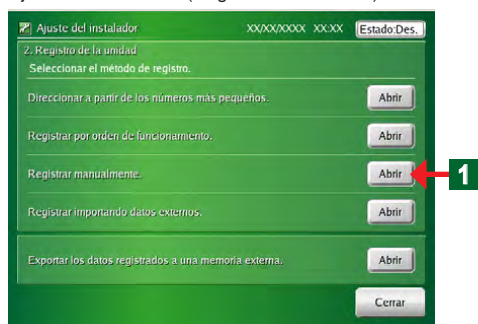 Ajuste del instalador XX/XX/XXXX XX:XX Estado:Des.
2. Registro de la unidad
Seleccionar el método de registro.
Direccionar a partir de los números más pequeños. Abrir
Registrar por orden de funcionamiento. Abrir
Registrar manualmente. Abrir 1
Registrar importando datos externos. Abrir
Exportar los datos registrados a una memoria externa. Abrir
Cerrar